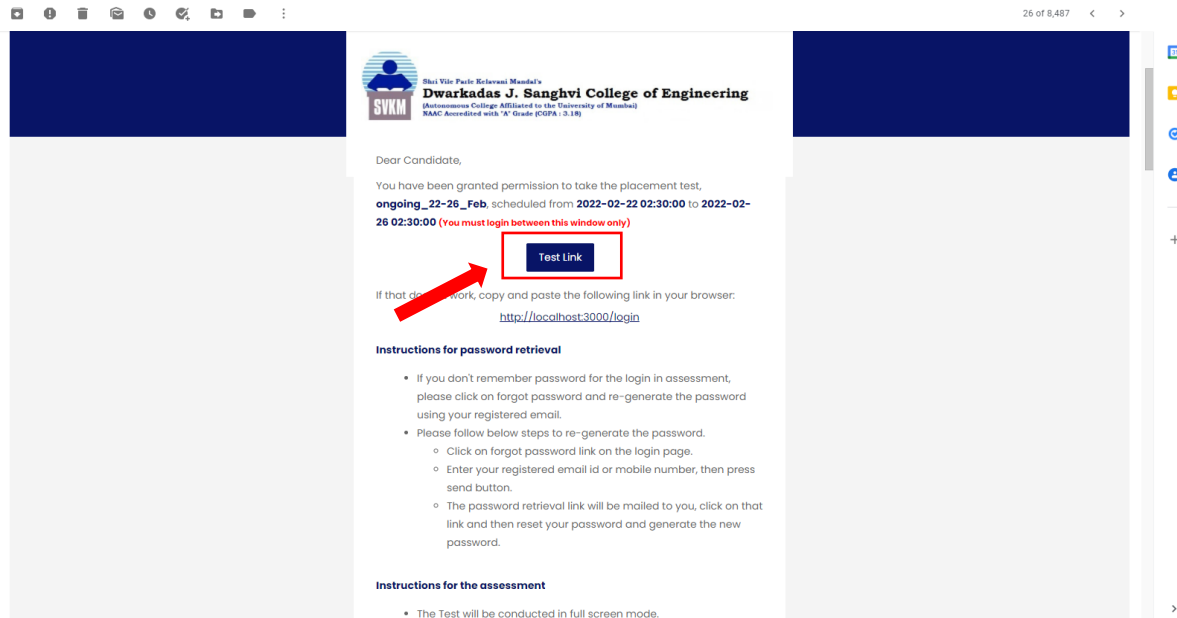 26 of 8,487
SVKM
Shri Vile Parle Kelavani Mandal's
Dwarkadas J. Sanghvi College of Engineering
(Autonomous College Affiliated to the University of Mumbai)
NAAC Accredited with "A" Grade (CGPA : 3.18)
Dear Candidate,
You have been granted permission to take the placement test,
ongoing_22-26_Feb, scheduled from 2022-02-22 02:30:00 to 2022-02-
26 02:30:00 (You must login between this window only)
Test Link
If that work, copy and paste the following link in your browser:
http://localhost:3000/login
Instructions for password retrieval
• If you don't remember password for the login in assessment,
please click on forgot password and re-generate the password
using your registered email.
• Please follow below steps to re-generate the password.
◦ Click on forgot password link on the login page.
◦ Enter your registered email id or mobile number, then press
send button.
◦ The password retrieval link will be mailed to you, click on that
link and then reset your password and generate the new
password.
Instructions for the assessment
• The Test will be conducted in full screen mode.